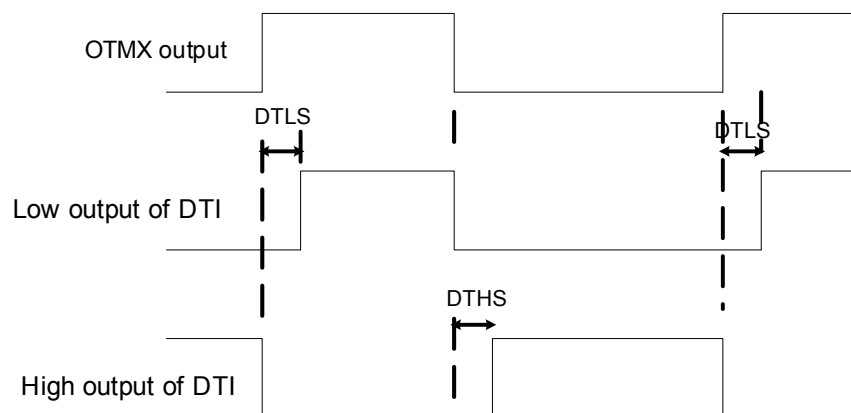 OTMX output
DTLS
DTLS
Low output of DTI
DTHS
High output of DTI